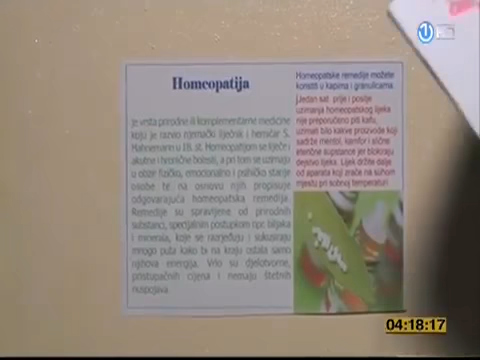 Homeopatija
je vrsta prirodne ili komplementarne medicine
koju je razvio njemački liječnik i hemičar S.
Hahnemann u 18. st. Homeopatijom se liječe i
akutne i hronične bolesti, a pri tom se uzimaju
u obzir fizičko, emocionalno i psihičko stanje
osobe te na osnovu njih propisuje
odgovarajuća homeopatska remedija.
Remedije su spravljene od prirodnih
substanci, specijalnim postupkom npr. biljaka
i minerala, koje se razrjeđuju i sukusiraju
mnogo puta kako bi na kraju ostala samo
njihova energija. Vrlo su djelotvorne,
pristupačnih cijena i nemaju štetnih
nuspojava.
Homeopatske remedije možete
koristiti u kapima i granulicama.
Jedan sat prije i poslije
uzimanja homeopatskog lijeka
nije preporučeno piti kafu,
uzimati bilo kakve proizvode koji
sadrže mentol, kamfor i slične
eterične supstance jer blokiraju
dejstvo lijeka. Lijek držite dalje
od aparata koji zrače na suhom
mjestu pri sobnoj temperaturi
1 HD
04:18:17